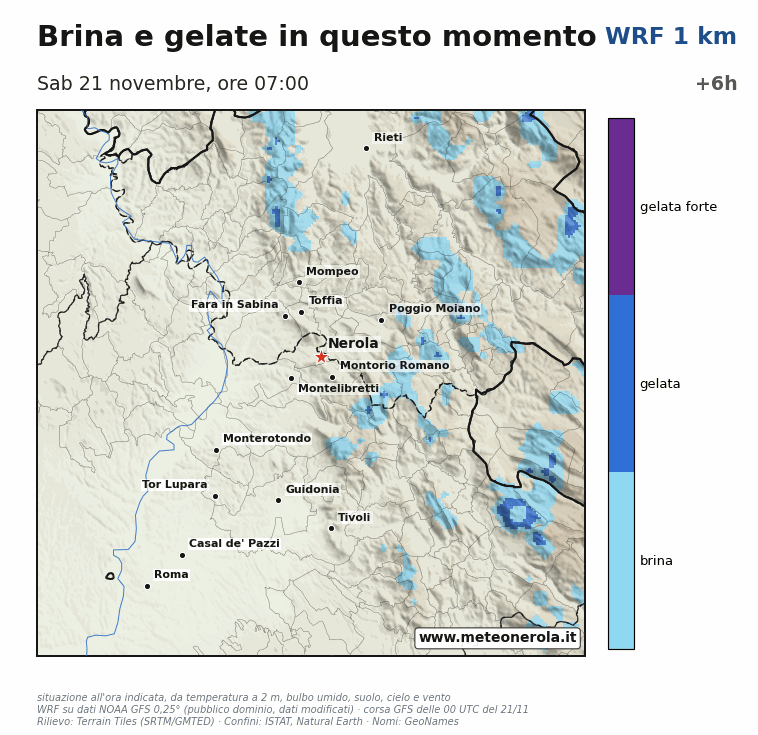 Brina e gelate in questo momento WRF 1 km
Sab 21 novembre, ore 07:00 +6h
Rieti
gelata forte
Mompeo
Toffia
Fara in Sabina
Poggio Moiano
Nerola
Montorio Romano
gelata
Montelibretti
Monterotondo
Tor Lupara
Guidonia
Tivoli
Casal de' Pazzi
brina
Roma
www.meteonerola.it
situazione all'ora indicata, da temperatura a 2 m, bulbo umido, suolo, cielo e vento
WRF su dati NOAA GFS 0,25° (pubblico dominio, dati modificati) · corsa GFS delle 00 UTC del 21/11
Rilievo: Terrain Tiles (SRTM/GMTED) · Confini: ISTAT, Natural Earth · Nomi: GeoNames